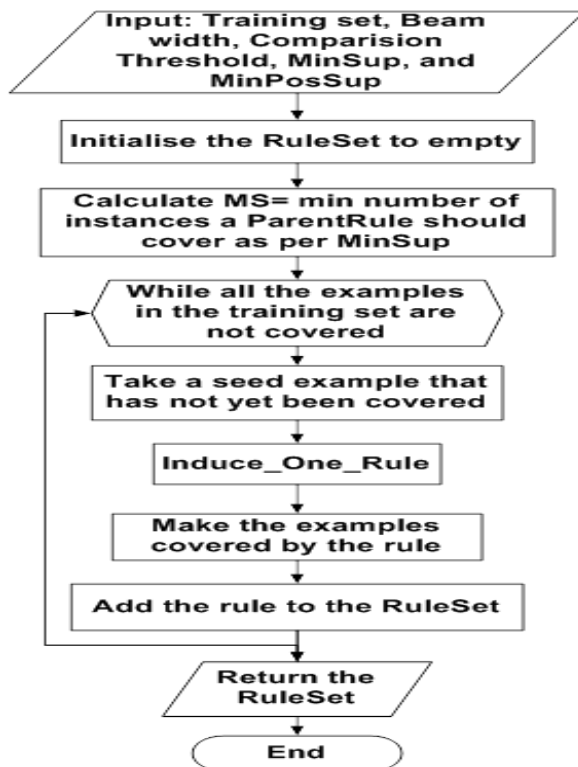 Input: Training set, Beam
width, Comparision
Threshold, MinSup, and
MinPosSup
Initialise the RuleSet to empty
Calculate MS= min number of
instances a ParentRule should
cover as per MinSup
While all the examples
in the training set are
not covered
Take a seed example that
has not yet been covered
Induce_One_Rule
Make the examples
covered by the rule
Add the rule to the RuleSet
Return the
RuleSet
End